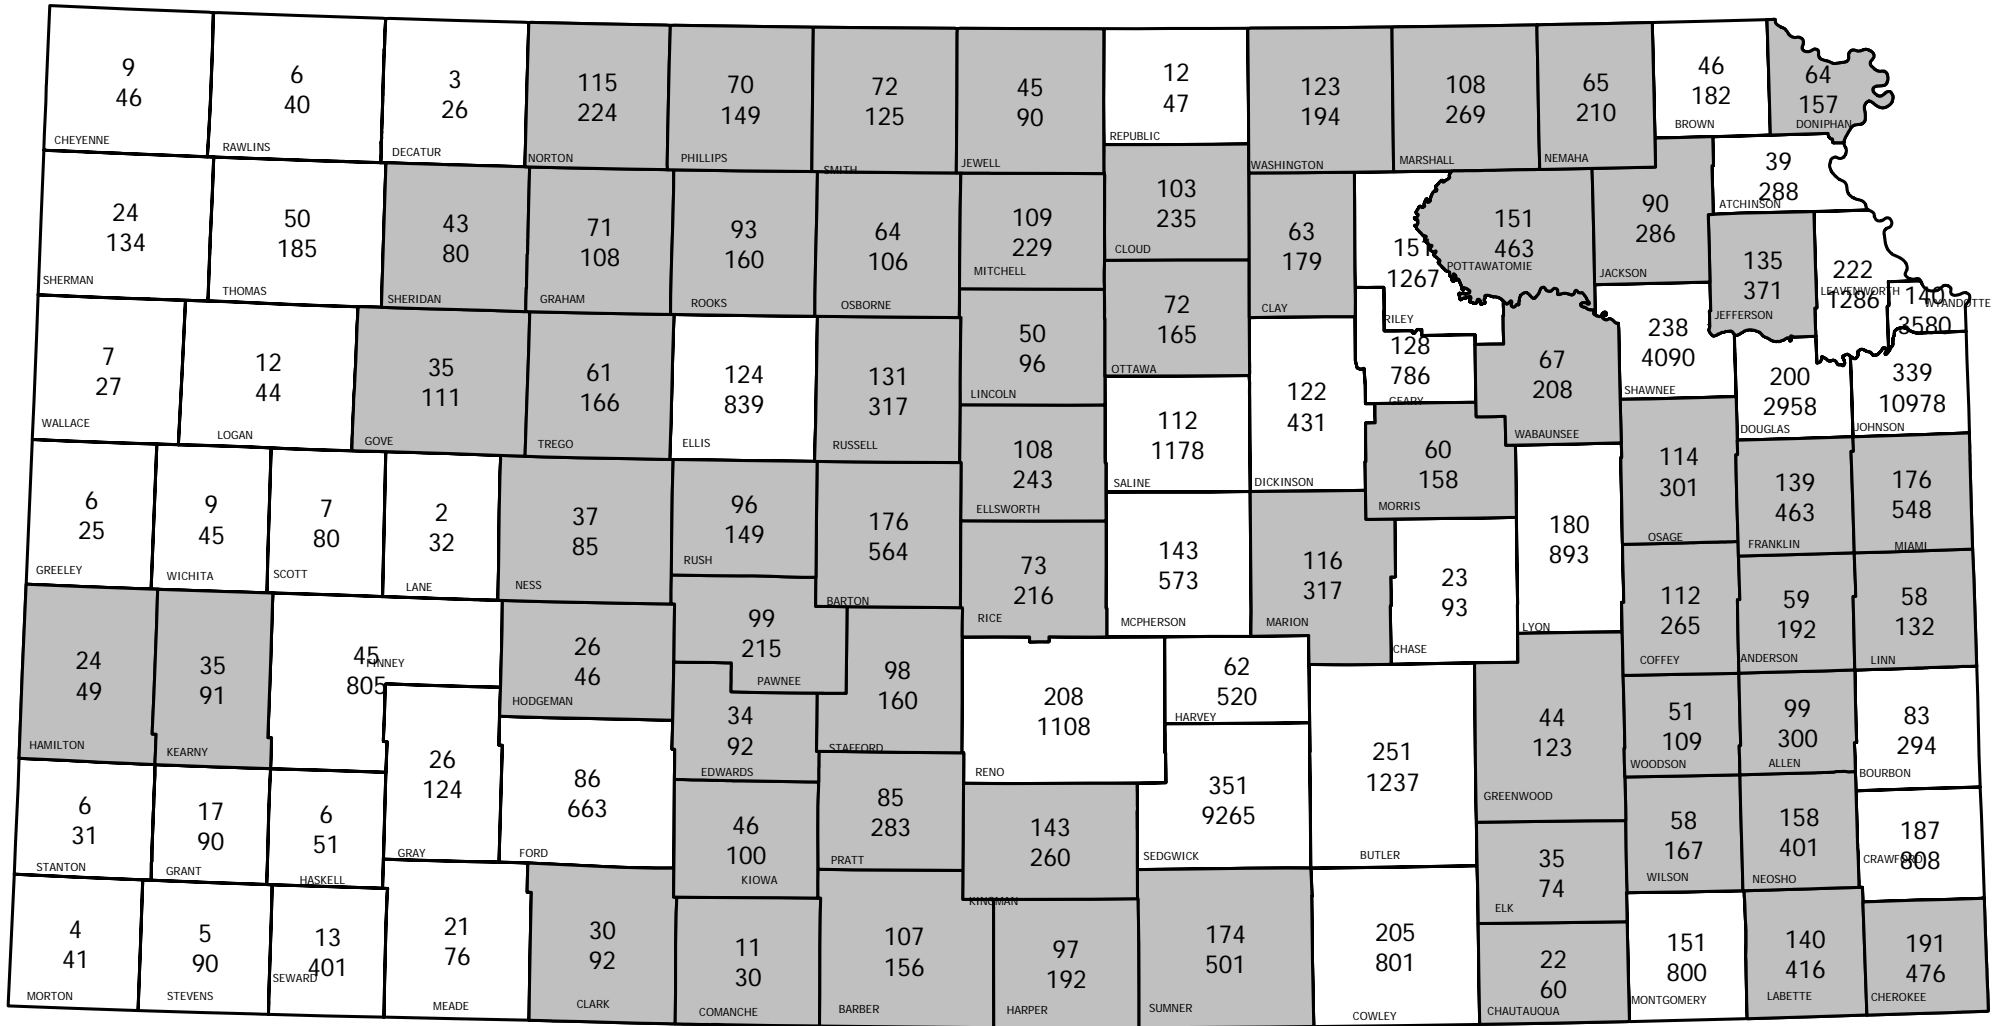 9
46
CHEYENNE
6
40
RAWLINS
3
26
DECATUR
115
224
NORTON
70
149
PHILLIPS
72
125
SMITH
45
90
JEWELL
12
47
REPUBLIC
123
194
WASHINGTON
108
269
MARSHALL
65
210
NEMAHA
46
182
BROWN
64
157
DONIPHAN
24
134
SHERMAN
50
185
THOMAS
43
80
SHERIDAN
71
108
GRAHAM
93
160
ROOKS
64
106
OSBORNE
109
229
MITCHELL
103
235
CLOUD
63
179
CLAY
151
1267
RILEY
151
463
POTTAWATOMIE
90
286
JACKSON
39
288
ATCHINSON
135
371
JEFFERSON
222
1286
LEAVENWORTH
140
3580
WYANDOTTE
7
27
WALLACE
12
44
LOGAN
35
111
GOVE
61
166
TREGO
124
839
ELLIS
131
317
RUSSELL
50
96
LINCOLN
72
165
OTTAWA
122
431
DICKINSON
128
786
GEARY
67
208
WABAUNSEE
238
4090
SHAWNEE
200
2958
DOUGLAS
339
10978
JOHNSON
6
25
GREELEY
9
45
WICHITA
7
80
SCOTT
2
32
LANE
37
85
NESS
96
149
RUSH
176
564
BARTON
108
243
ELLSWORTH
112
1178
SALINE
60
158
MORRIS
114
301
OSAGE
139
463
FRANKLIN
176
548
MIAMI
73
216
RICE
143
573
MCPHERSON
116
317
MARION
23
93
CHASE
180
893
LYON
112
265
COFFEY
59
192
ANDERSON
58
132
LINN
24
49
HAMILTON
35
91
KEARNY
45
805
FINNEY
26
46
HODGEMAN
99
215
PAWNEE
98
160
STAFFORD
34
92
EDWARDS
208
1108
RENO
62
520
HARVEY
251
1237
BUTLER
44
123
GREENWOOD
51
109
WOODSON
99
300
ALLEN
83
294
BOURBON
6
31
STANTON
17
90
GRANT
6
51
HASKELL
26
124
GRAY
86
663
FORD
46
100
KIOWA
85
283
PRATT
143
260
KINGMAN
351
9265
SEDGWICK
35
74
ELK
58
167
WILSON
158
401
NEOSHO
187
808
CRAWFORD
4
41
MORTON
5
90
STEVENS
13
401
SEWARD
21
76
MEADE
30
92
CLARK
11
30
COMANCHE
107
156
BARBER
97
192
HARPER
174
501
SUMNER
205
801
COWLEY
22
60
CHAUTAUQUA
151
800
MONTGOMERY
140
416
LABETTE
191
476
CHEROKEE